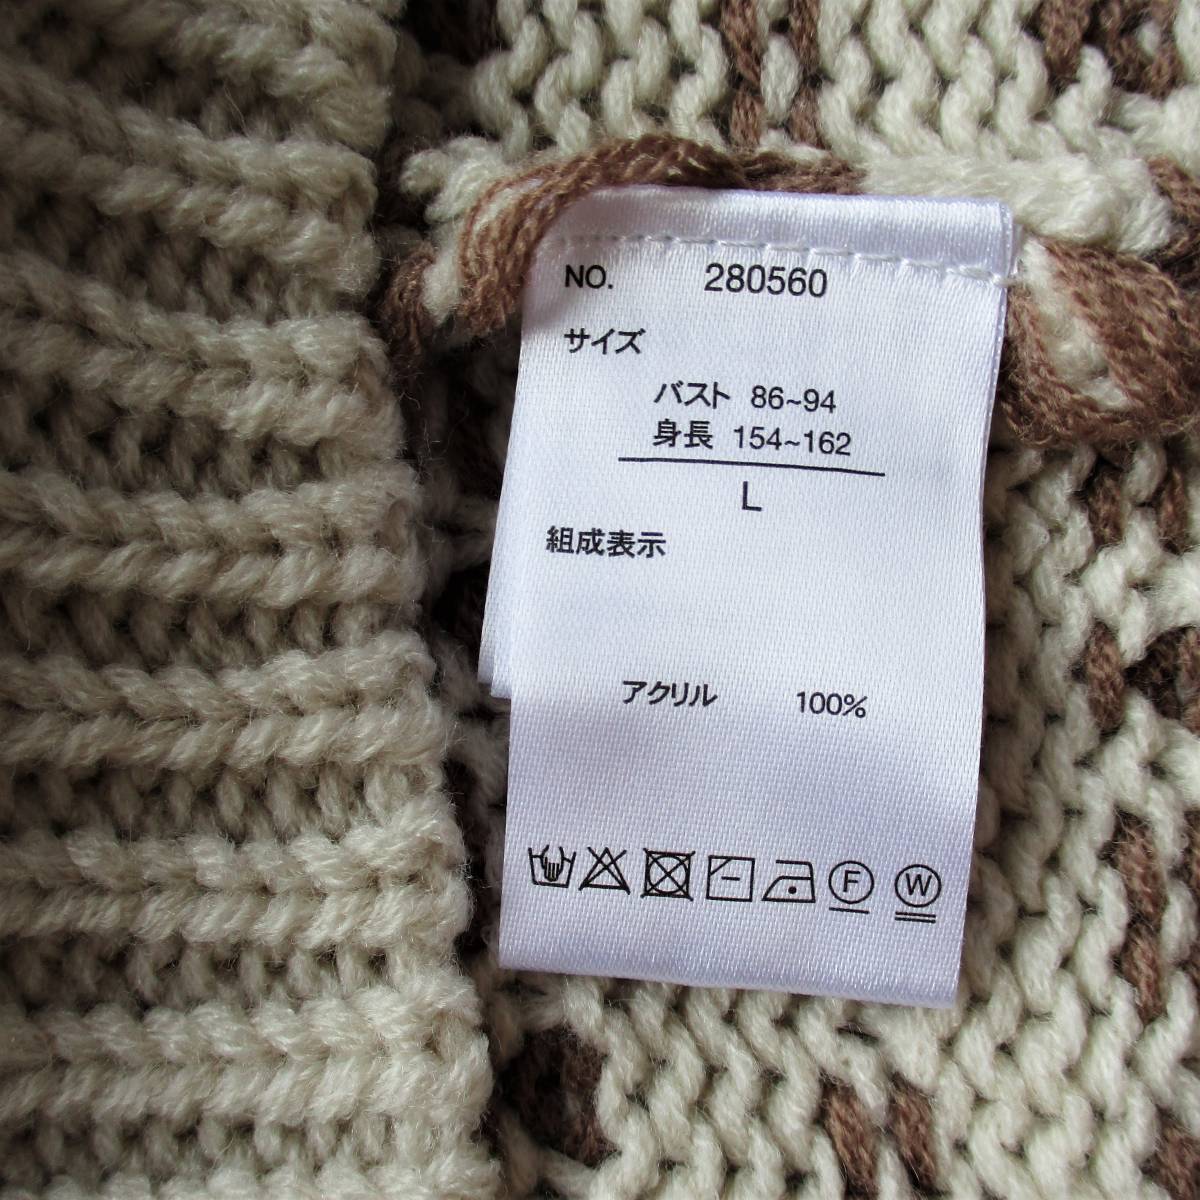 NO. 280560
サイズ
バスト 86~94
身長 154~162
L
組成表示
アクリル 100%
F W